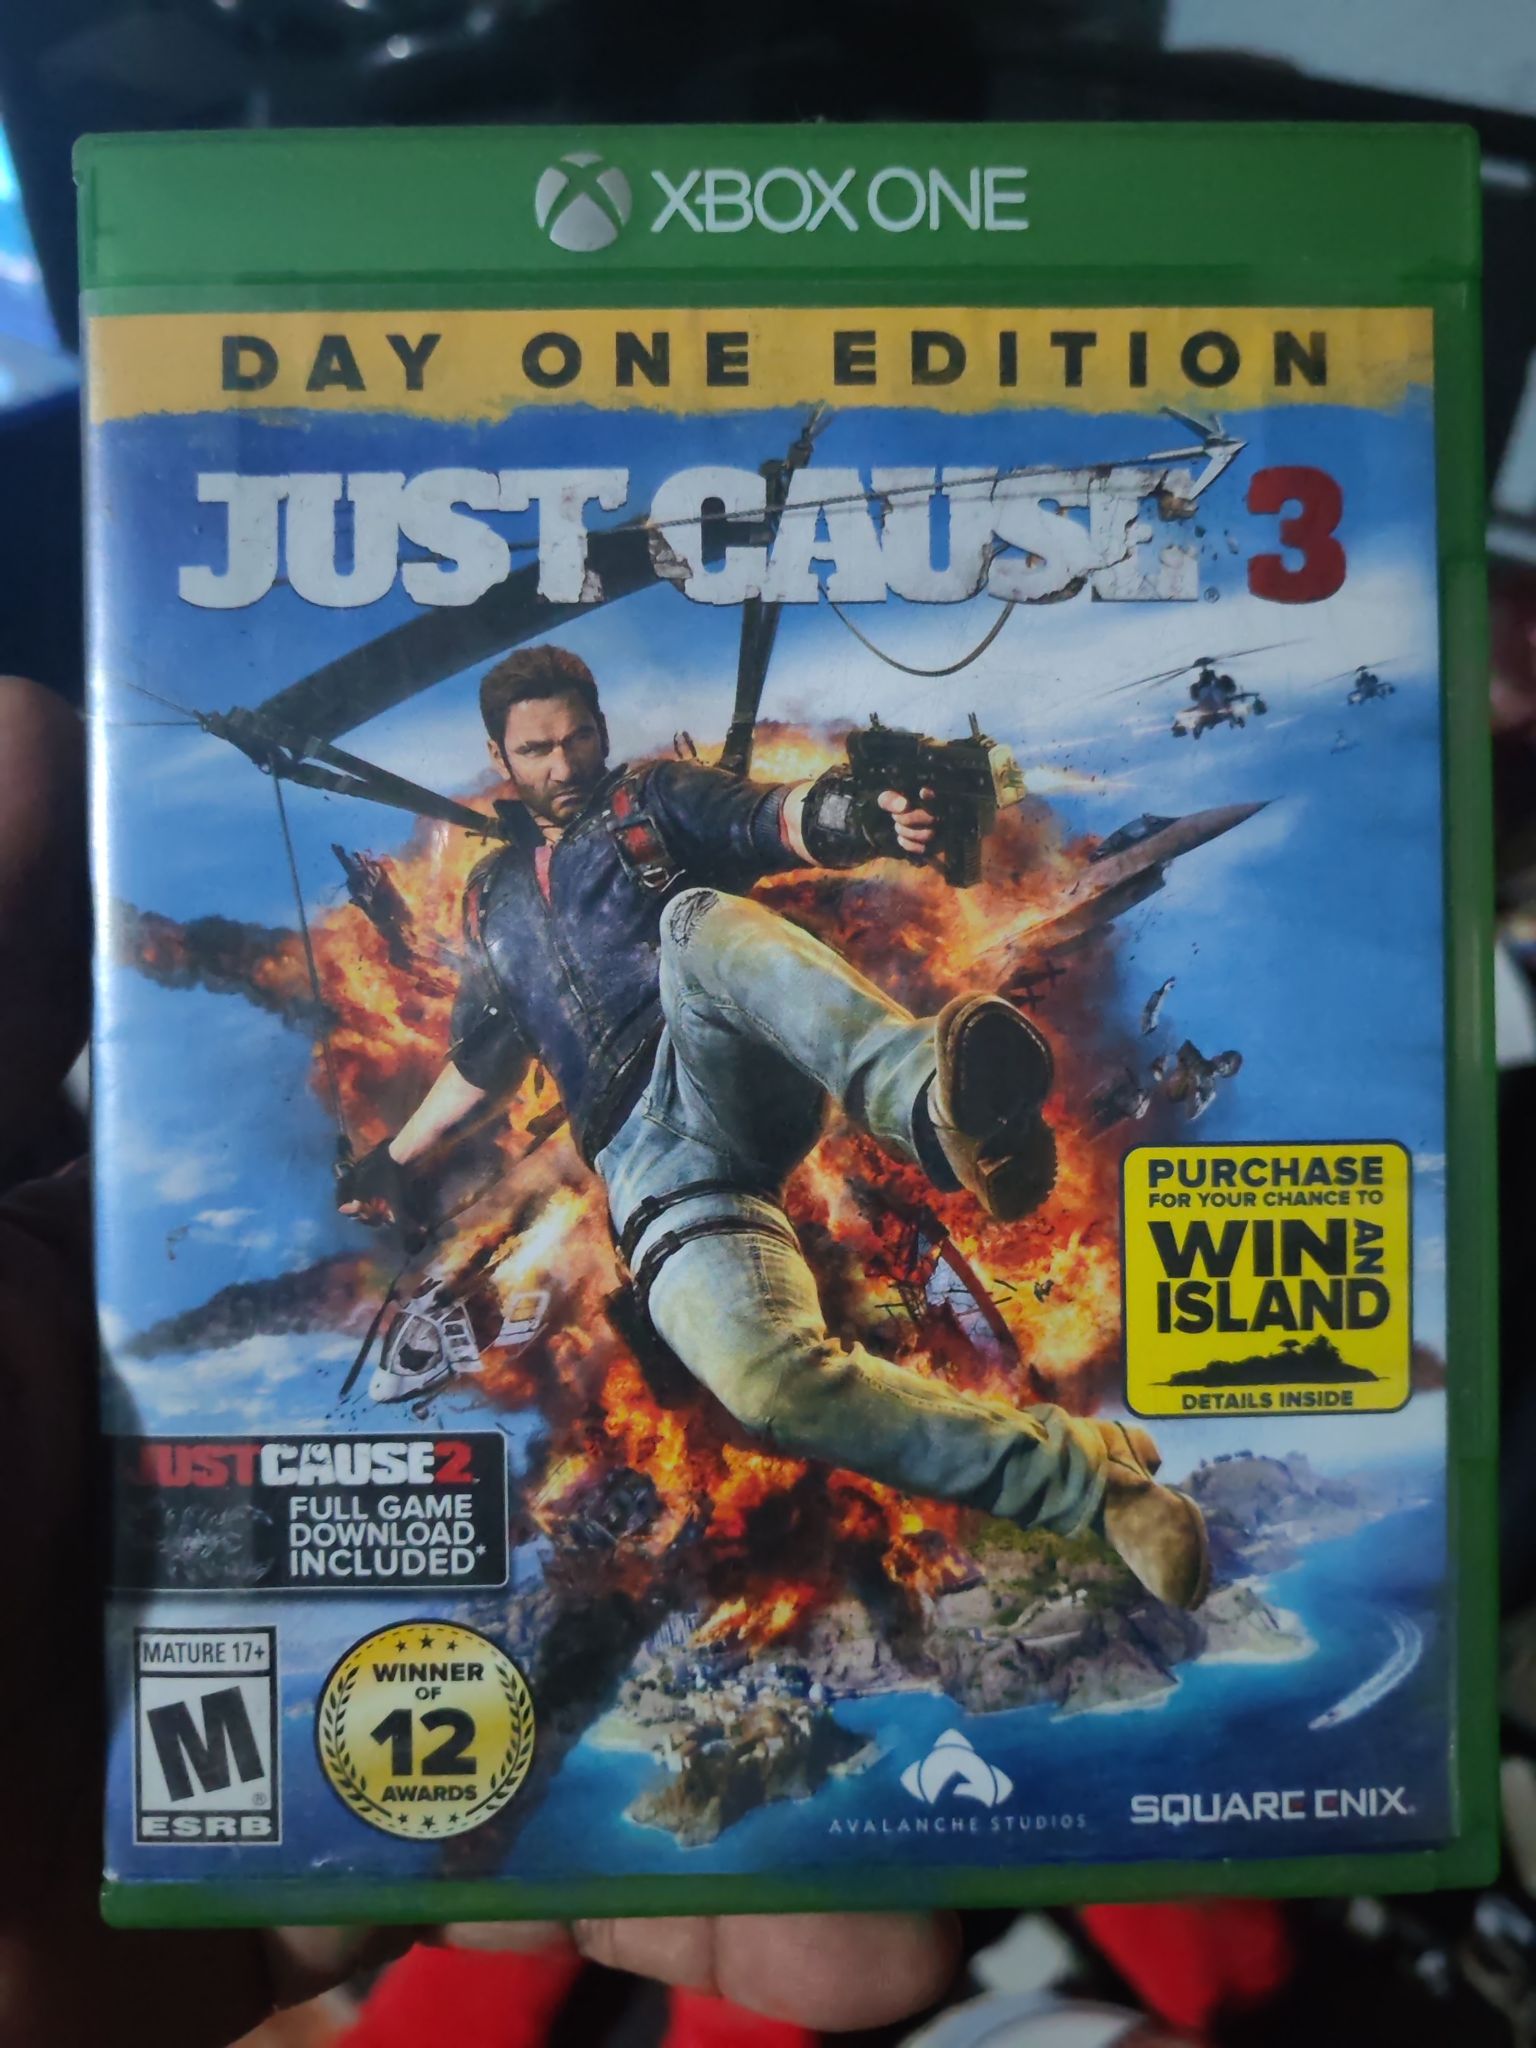 XBOX ONE
DAY ONE EDITION
JUST CAUSE® 3
PURCHASE
FOR YOUR CHANCE TO
WIN AN
ISLAND
DETAILS INSIDE
JUST CAUSE 2
FULL GAME
DOWNLOAD
INCLUDED*
MATURE 17+
M®
ESRB
WINNER
OF
12
AWARDS
AVALANCHE STUDIOS
SQUARE ENIX®